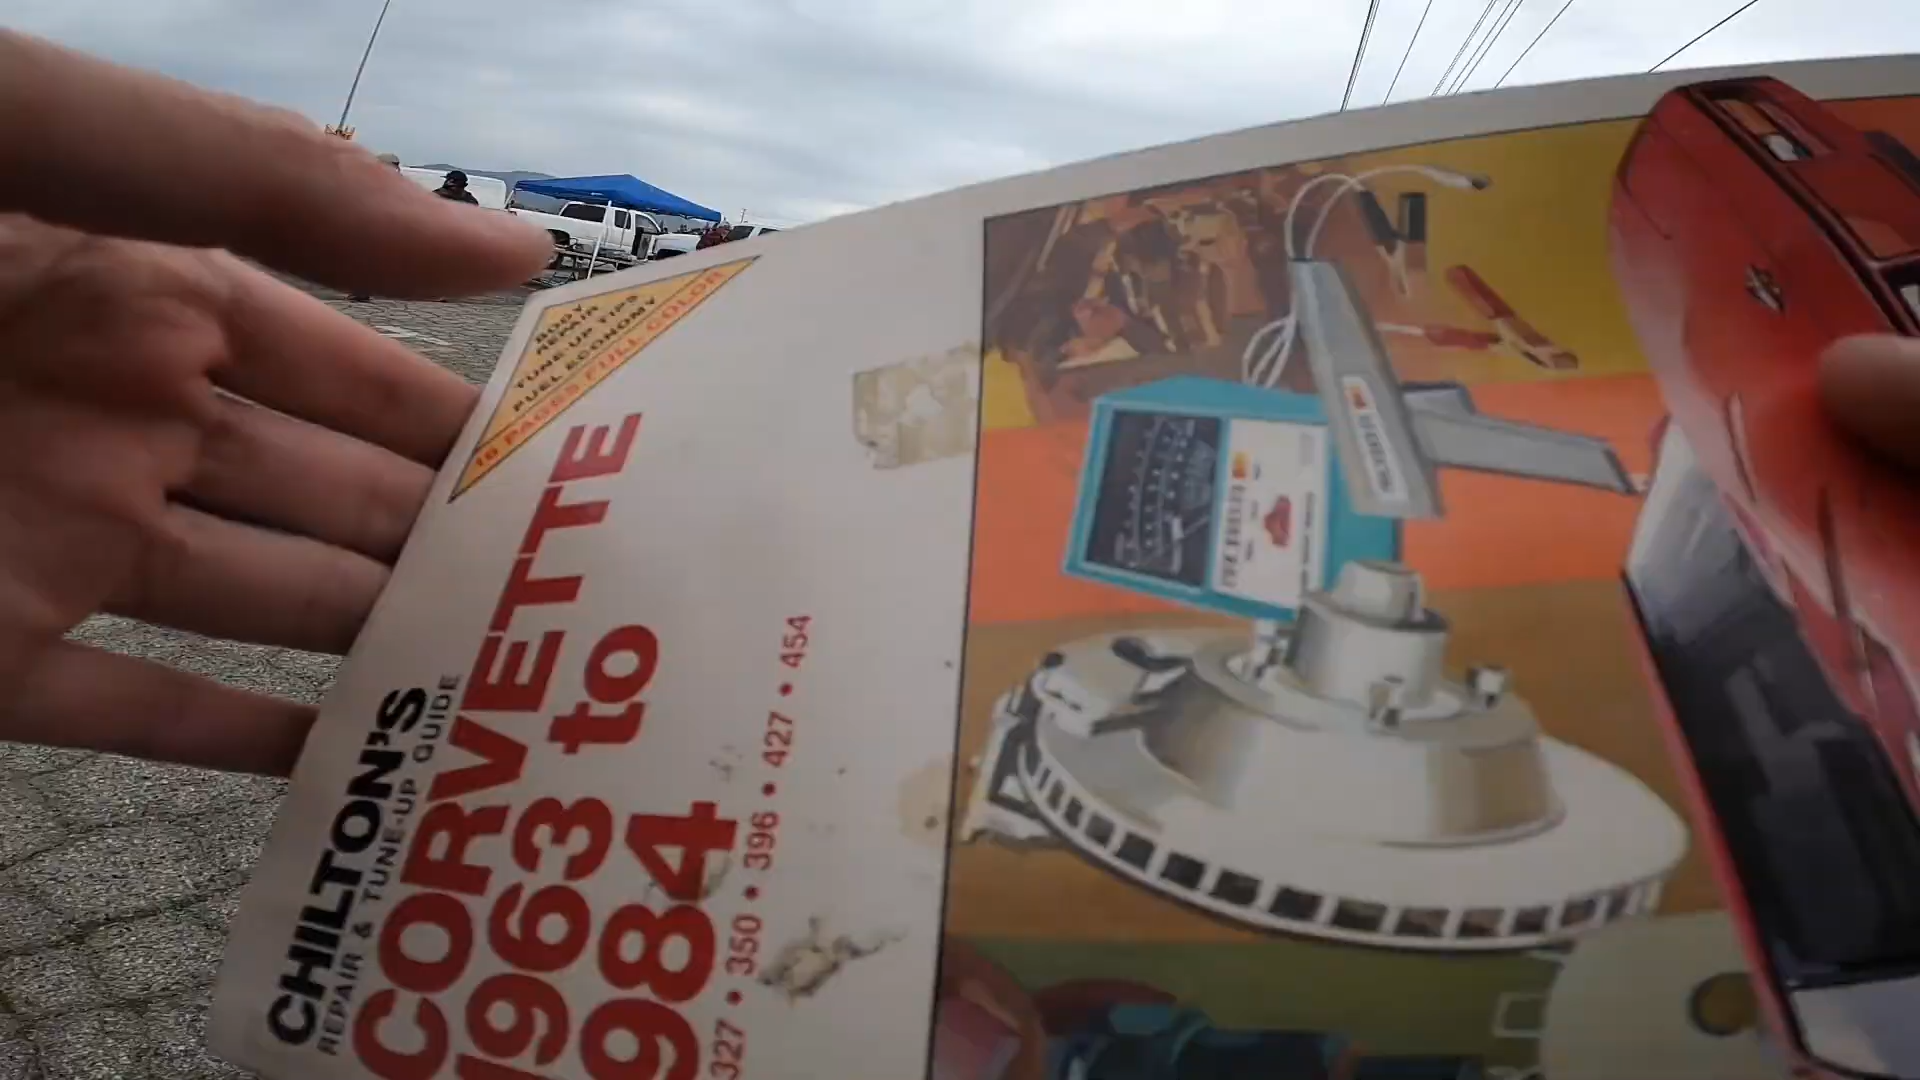 CHILTON'S
REPAIR & TUNE-UP GUIDE
CORVETTE
1963 to
1984
327 • 350 • 396 • 427 • 454
BODY
REPAIR
TUNE UP TIPS
FUEL ECONOMY
16 PAGES FULL COLOR